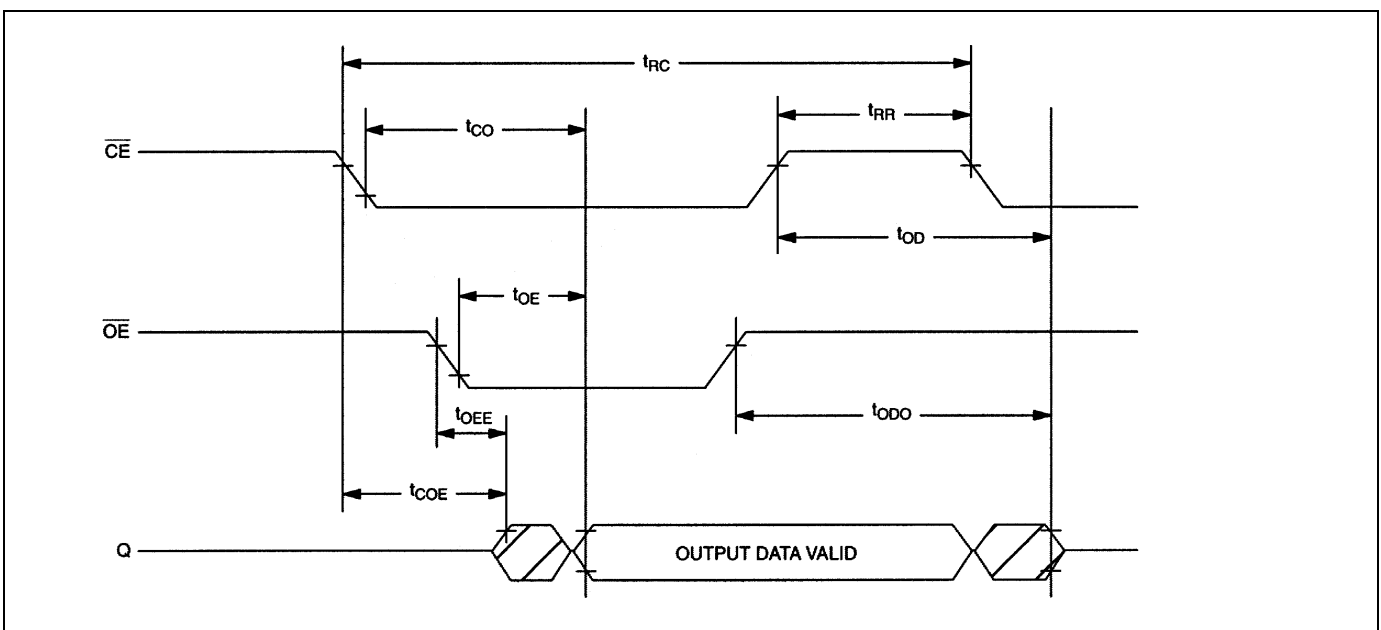 tRC
tRR
tCO
CE
tOD
tOE
OE
tOEE
tODO
tCOE
Q
OUTPUT DATA VALID